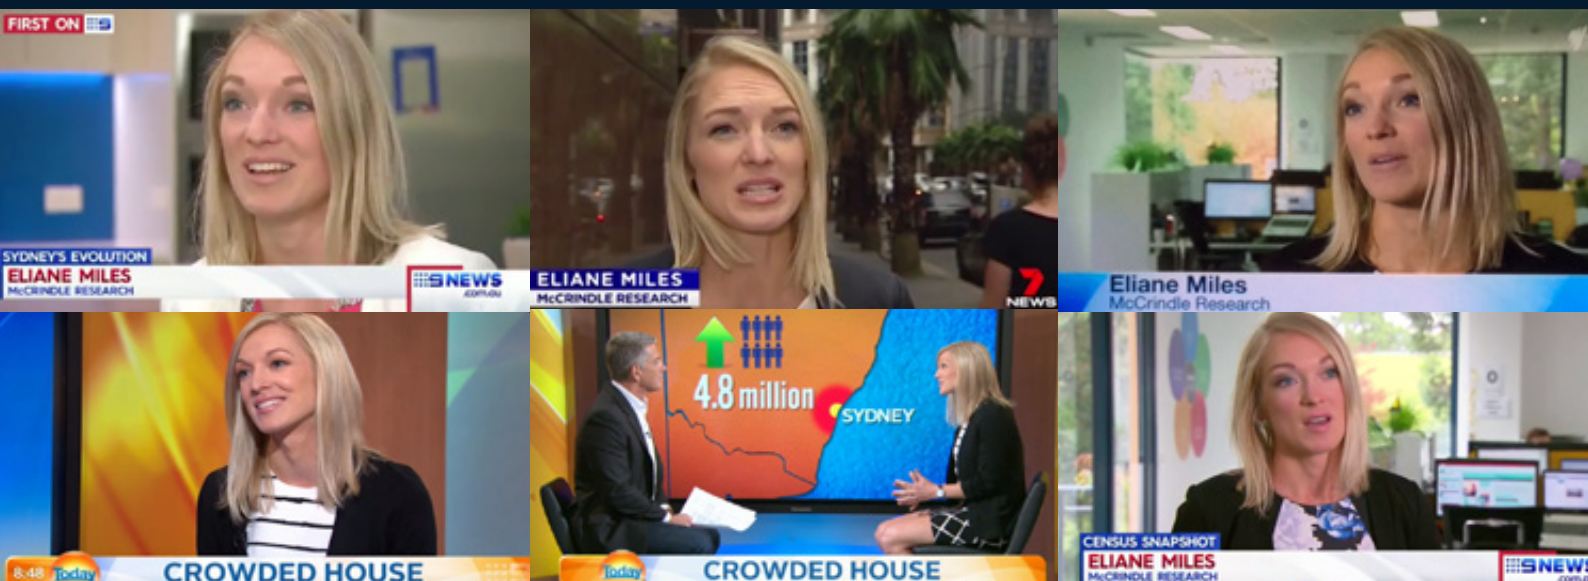 FIRST ON 9
SYDNEY'S EVOLUTION
ELIANE MILES
McCRINDLE RESEARCH
9NEWS
.com.au
ELIANE MILES
McCRINDLE RESEARCH
7
NEWS
Eliane Miles
McCrindle Research
4.8 million
SYDNEY
8:48 Today
CROWDED HOUSE
Today
CROWDED HOUSE
CENSUS SNAPSHOT
ELIANE MILES
McCRINDLE RESEARCH
9NEWS
.com